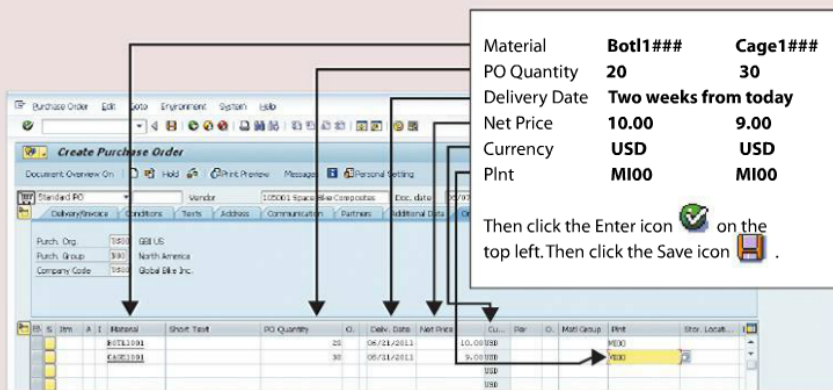 Material Botl1### Cage1###
PO Quantity 20 30
Delivery Date Two weeks from today
Net Price 10.00 9.00
Currency USD USD
Plnt MI00 MI00
Then click the Enter icon on the
top left. Then click the Save icon .
Purchase Order Edit Goto Environment System Help
Create Purchase Order
Document Overview On Hold Print Preview Messages Personal Setting
Standard PO Vendor 105001 Space Bike Composites Doc. date
Delivery/Invoice Conditions Texts Address Communication Partners Additional Data
Purch. Org. US00 GBI US
Purch. Group North America
Company Code US00 Global Bike Inc.
S Itm A I Material Short Text PO Quantity O. Deliv. Date Net Price Cu... Per O. Matl Group Plnt Stor. Locati...
BOTL1001 20 06/21/2011 10.00 USD MI00
CAGE1001 30 06/21/2011 9.00 USD MI00
USD
USD